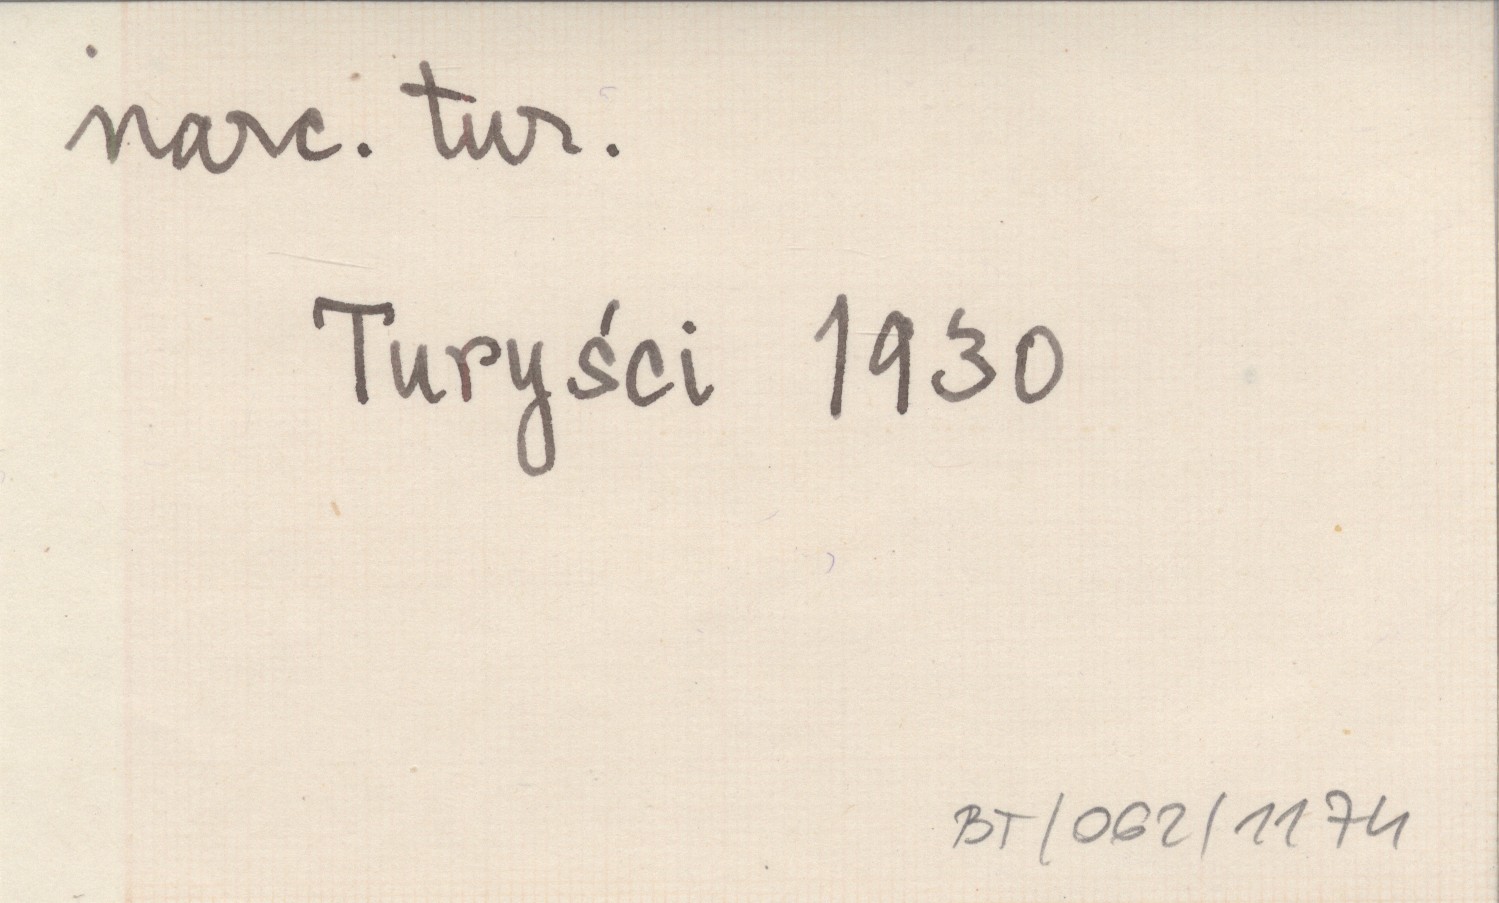 narc. tur.
Turyści 1930
BT/062/1174